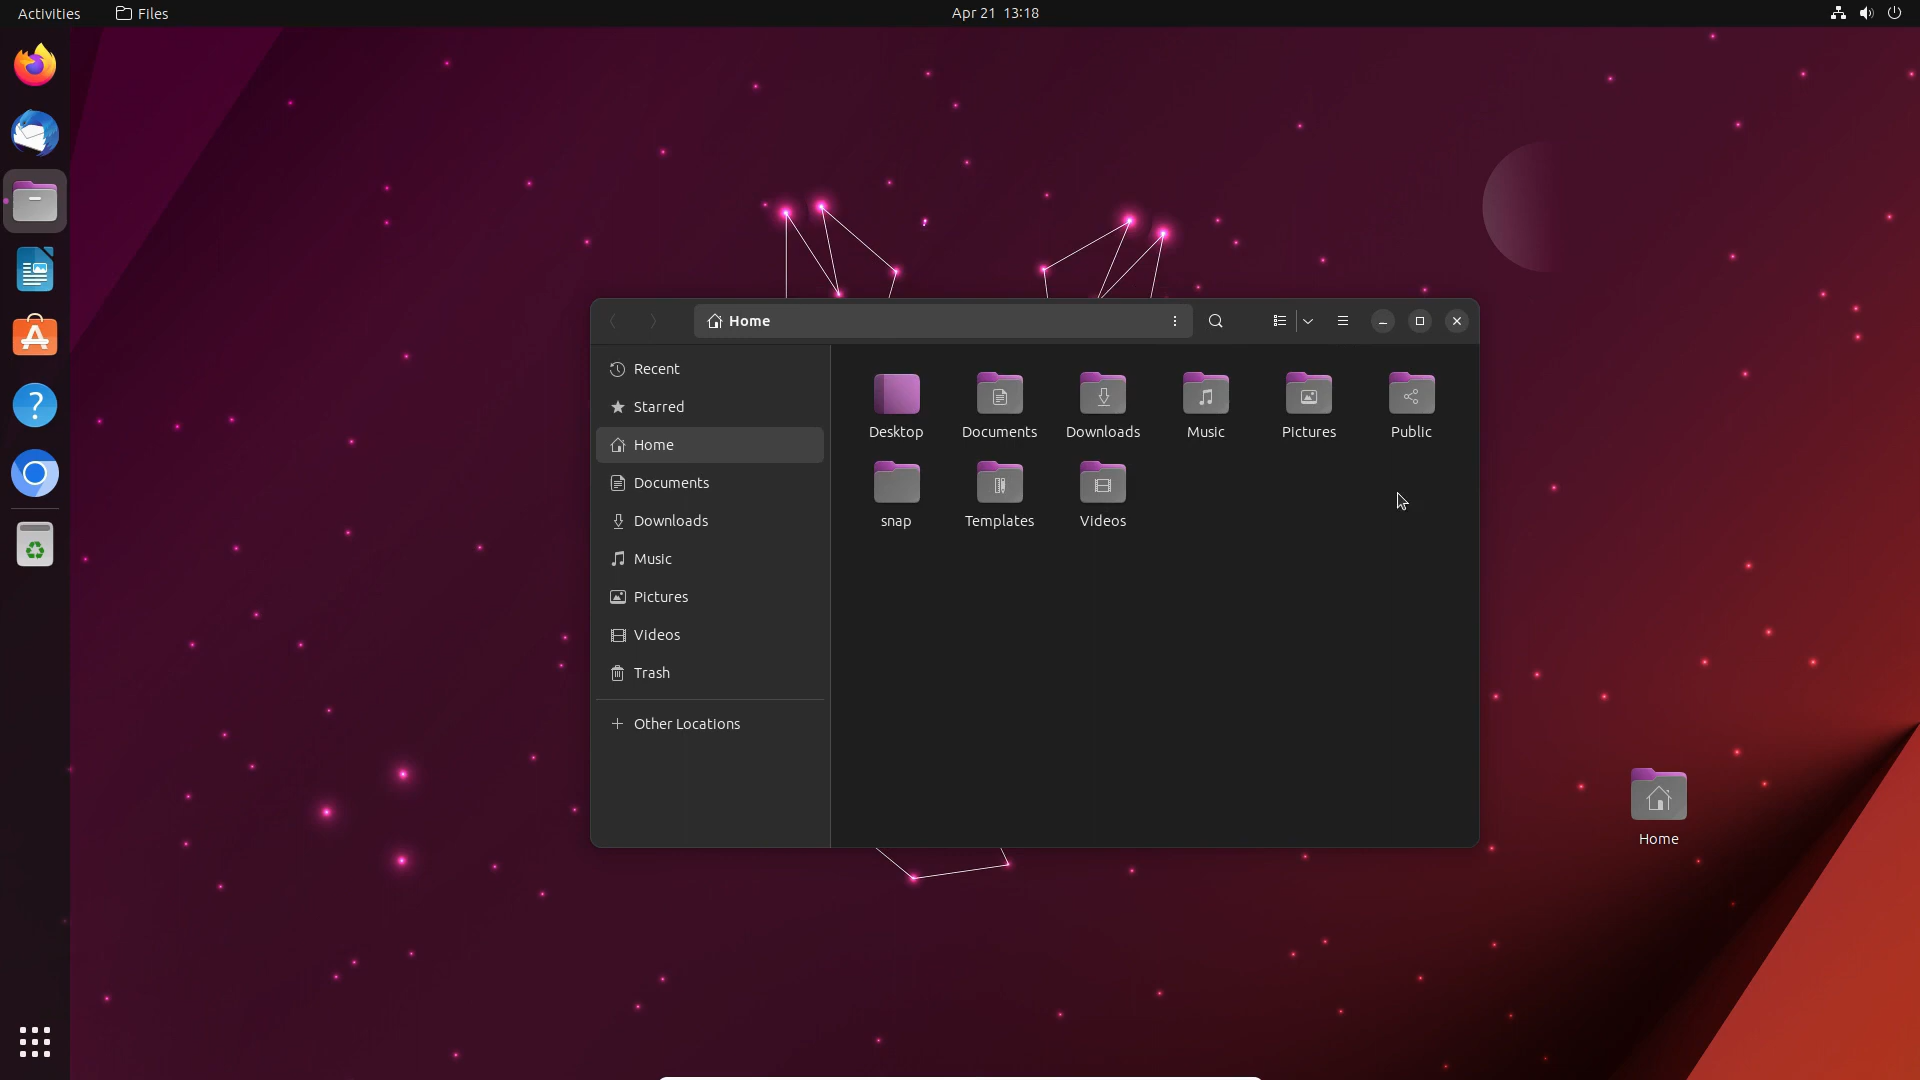 Activities
Files
Apr 21 13:18
Home
Recent
Starred
Home
Documents
Downloads
Music
Pictures
Videos
Trash
Other Locations
Desktop
Documents
Downloads
Music
Pictures
Public
snap
Templates
Videos
Home